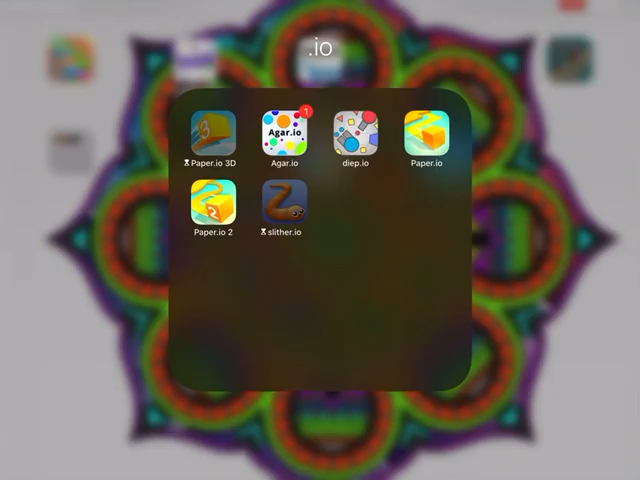 .io
3
Agar.io
1
⌛Paper.io 3D
Agar.io
diep.io
Paper.io
2
Paper.io 2
⌛slither.io